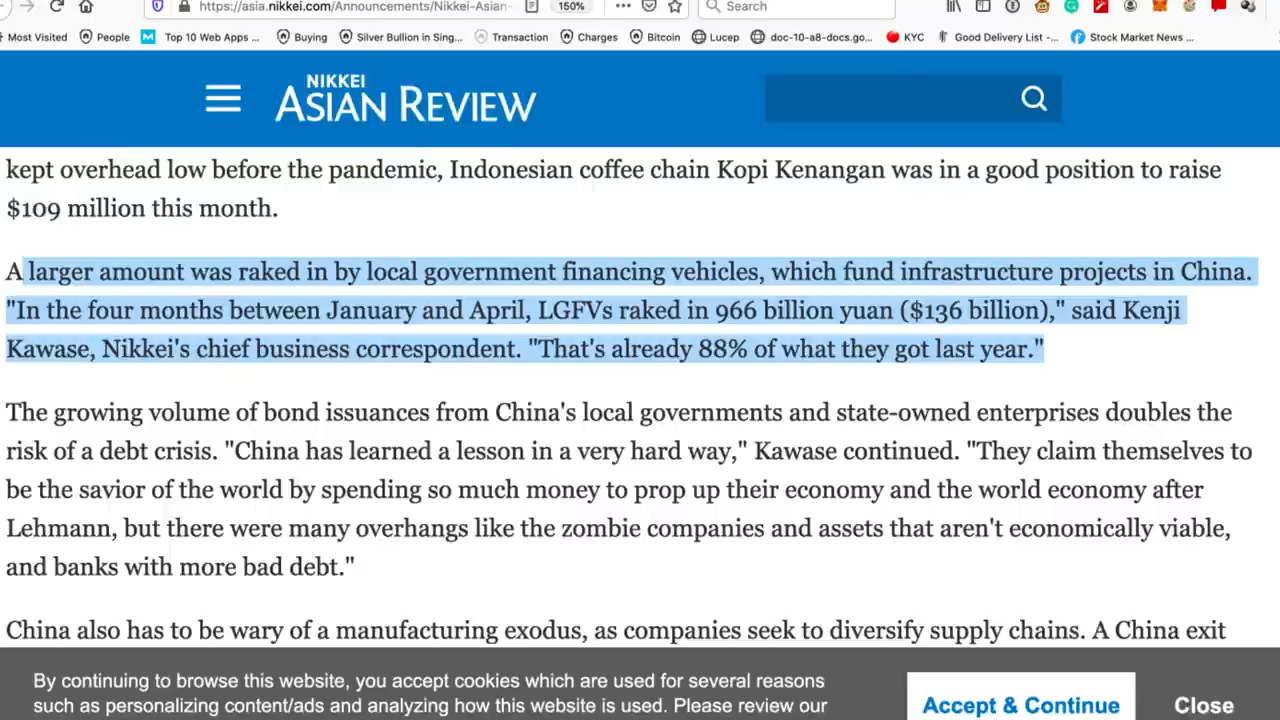 https://asia.nikkei.com/Announcements/Nikkei-Asian- 150% ••• Search
Most Visited People Top 10 Web Apps ... Buying Silver Bullion in Sing... Transaction Charges Bitcoin Lucep doc-10-a8-docs.go... KYC Good Delivery List -... Stock Market News ...
NIKKEI
ASIAN REVIEW
kept overhead low before the pandemic, Indonesian coffee chain Kopi Kenangan was in a good position to raise
$109 million this month.
A larger amount was raked in by local government financing vehicles, which fund infrastructure projects in China.
"In the four months between January and April, LGFVs raked in 966 billion yuan ($136 billion)," said Kenji
Kawase, Nikkei's chief business correspondent. "That's already 88% of what they got last year."
The growing volume of bond issuances from China's local governments and state-owned enterprises doubles the
risk of a debt crisis. "China has learned a lesson in a very hard way," Kawase continued. "They claim themselves to
be the savior of the world by spending so much money to prop up their economy and the world economy after
Lehmann, but there were many overhangs like the zombie companies and assets that aren't economically viable,
and banks with more bad debt."
China also has to be wary of a manufacturing exodus, as companies seek to diversify supply chains. A China exit
By continuing to browse this website, you accept cookies which are used for several reasons
such as personalizing content/ads and analyzing how this website is used. Please review our
Accept & Continue
Close